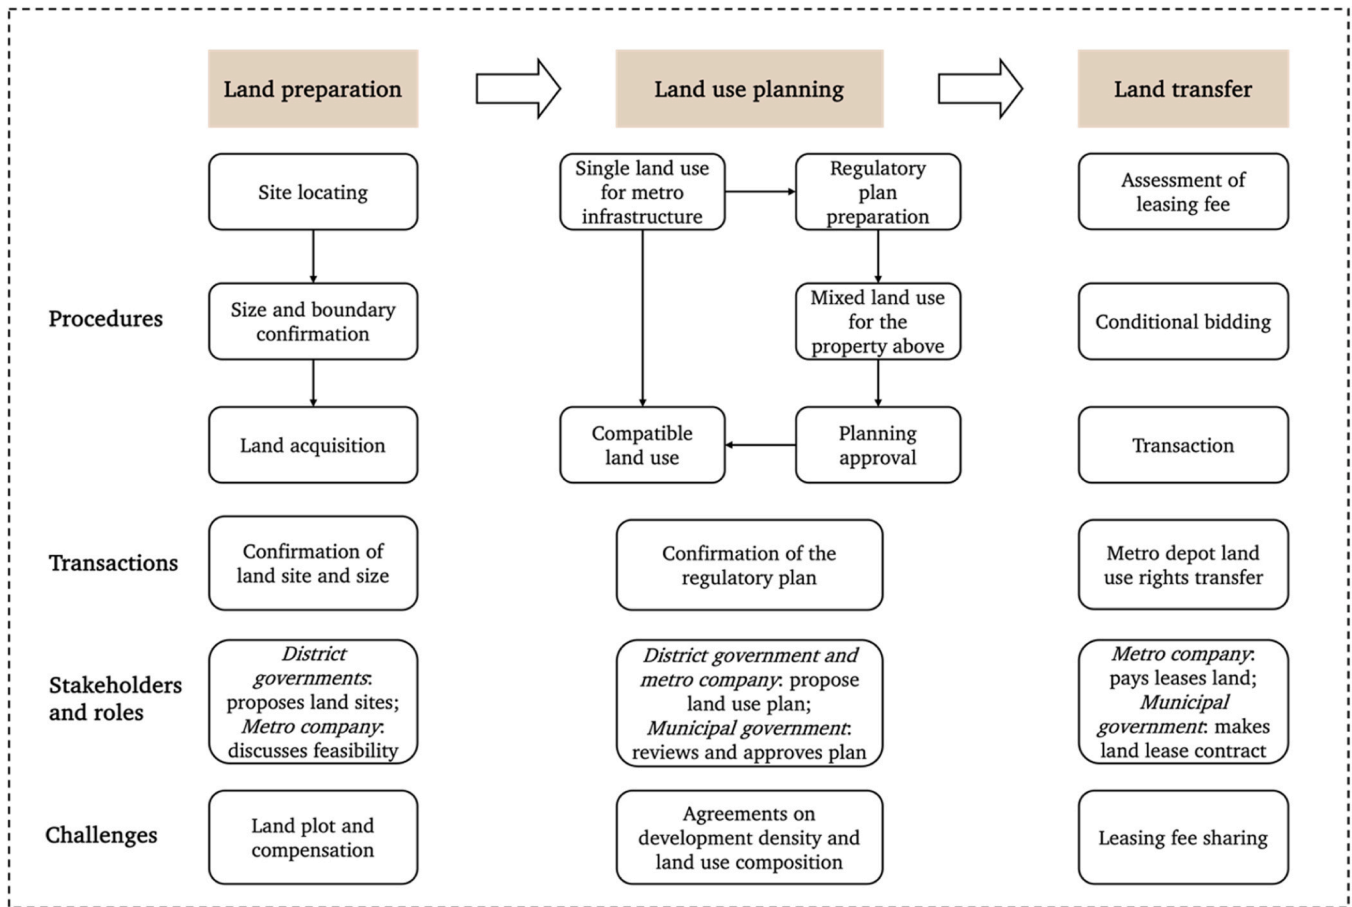 Land preparation
Land use planning
Land transfer
Procedures
Site locating
Size and boundary
confirmation
Land acquisition
Single land use
for metro
infrastructure
Regulatory
plan
preparation
Mixed land use
for the
property above
Compatible
land use
Planning
approval
Assessment of
leasing fee
Conditional bidding
Transaction
Transactions
Confirmation of
land site and size
Confirmation of the
regulatory plan
Metro depot land
use rights transfer
Stakeholders
and roles
District
governments:
proposes land sites;
Metro company:
discusses feasibility
District government and
metro company: propose
land use plan;
Municipal government:
reviews and approves plan
Metro company:
pays leases land;
Municipal
government: makes
land lease contract
Challenges
Land plot and
compensation
Agreements on
development density and
land use composition
Leasing fee sharing